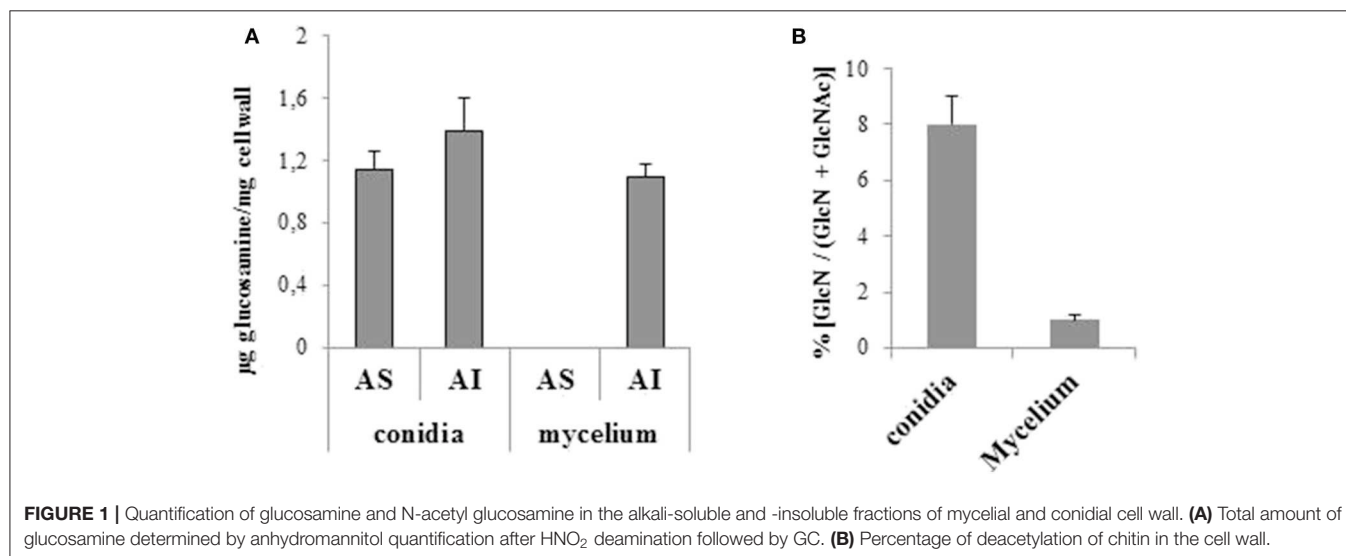 A
2
1,6
1,2
0,8
0,4
0
µg glucosamine/mg cell wall
AS AI AS AI
conidia mycelium
B
10
8
6
4
2
0
% [GlcN / (GlcN + GlcNAc)]
conidia
Mycelium
FIGURE 1 | Quantification of glucosamine and N-acetyl glucosamine in the alkali-soluble and -insoluble fractions of mycelial and conidial cell wall. (A) Total amount of
glucosamine determined by anhydromannitol quantification after HNO₂ deamination followed by GC. (B) Percentage of deacetylation of chitin in the cell wall.